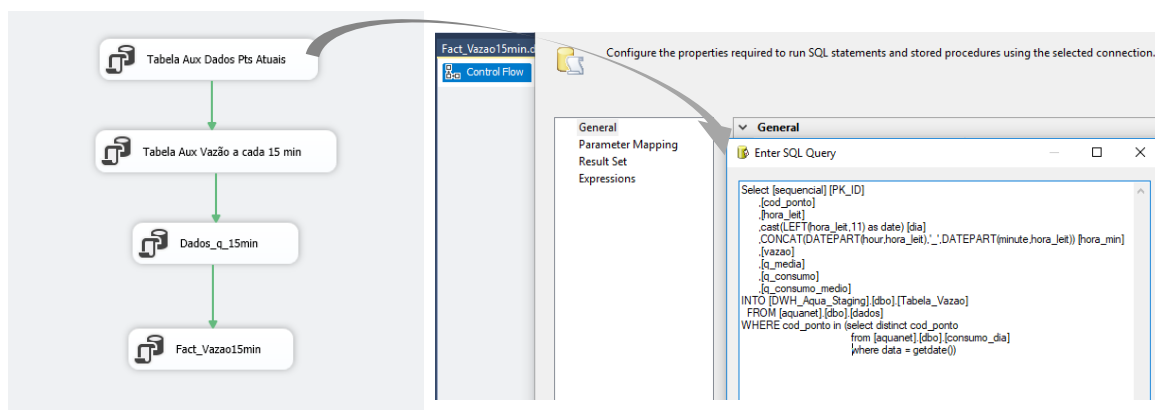 Tabela Aux Dados Pts Atuais
Tabela Aux Vazão a cada 15 min
Dados_q_15min
Fact_Vazao15min
Fact_Vazao15min.d
Control Flow
Configure the properties required to run SQL statements and stored procedures using the selected connection.
General
Parameter Mapping
Result Set
Expressions
General
Enter SQL Query
Select [sequencial] [PK_ID]
,[cod_ponto]
,[hora_leit]
,cast(LEFT(hora_leit,11) as date) [dia]
,CONCAT(DATEPART(hour,hora_leit),'_',DATEPART(minute,hora_leit)) [hora_min]
,[vazao]
,[q_media]
,[q_consumo]
,[q_consumo_medio]
INTO [DWH_Aqua_Staging].[dbo].[Tabela_Vazao]
FROM [aquanet].[dbo].[dados]
WHERE cod_ponto in (select distinct cod_ponto
from [aquanet].[dbo].[consumo_dia]
where data = getdate())